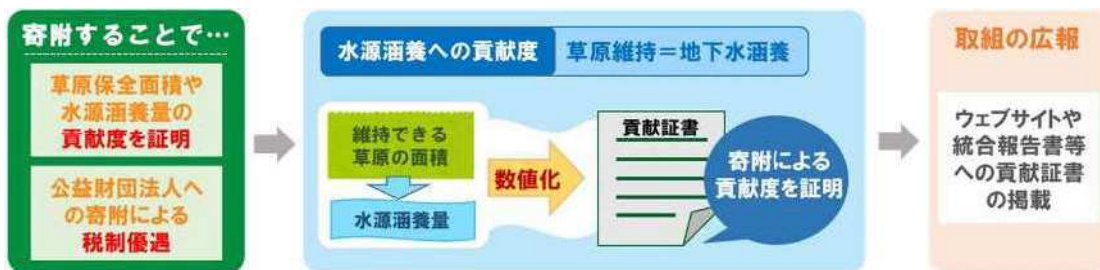 寄附することで…
草原保全面積や
水源涵養量の
貢献度を証明
公益財団法人へ
の寄附による
税制優遇
水源涵養への貢献度
草原維持=地下水涵養
維持できる
草原の面積
水源涵養量
数値化
貢献証書
寄附による
貢献度を証明
取組の広報
ウェブサイトや
統合報告書等
への貢献証書
の掲載